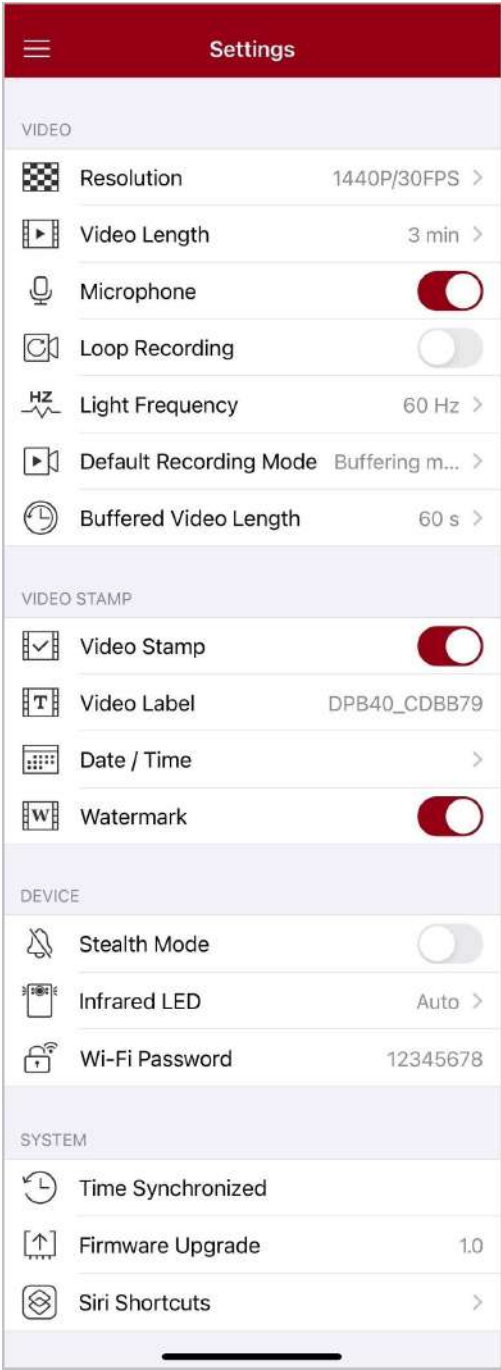 Settings
VIDEO
Resolution 1440P/30FPS >
Video Length 3 min >
Microphone
Loop Recording
HZ Light Frequency 60 Hz >
Default Recording Mode Buffering m... >
Buffered Video Length 60 s >
VIDEO STAMP
Video Stamp
T Video Label DPB40_CDBB79
Date / Time >
W Watermark
DEVICE
Stealth Mode
Infrared LED Auto >
Wi-Fi Password 12345678
SYSTEM
Time Synchronized
Firmware Upgrade 1.0
Siri Shortcuts >